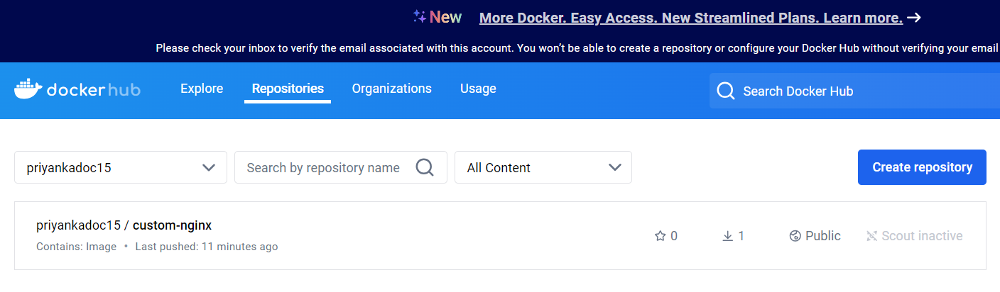 New More Docker. Easy Access. New Streamlined Plans. Learn more. →
Please check your inbox to verify the email associated with this account. You won’t be able to create a repository or configure your Docker Hub without verifying your email
dockerhub Explore Repositories Organizations Usage Search Docker Hub
priyankadoc15 Search by repository name All Content Create repository
priyankadoc15 / custom-nginx
0 1 Public Scout inactive
Contains: Image • Last pushed: 11 minutes ago